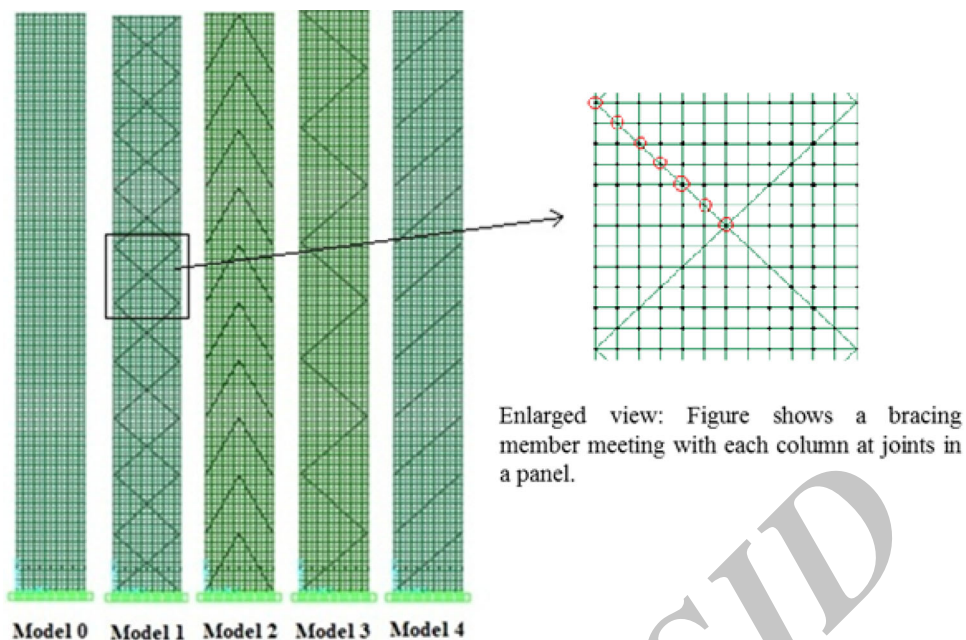 Enlarged view: Figure shows a bracing
member meeting with each column at joints in
a panel.
Model 0 Model 1 Model 2 Model 3 Model 4